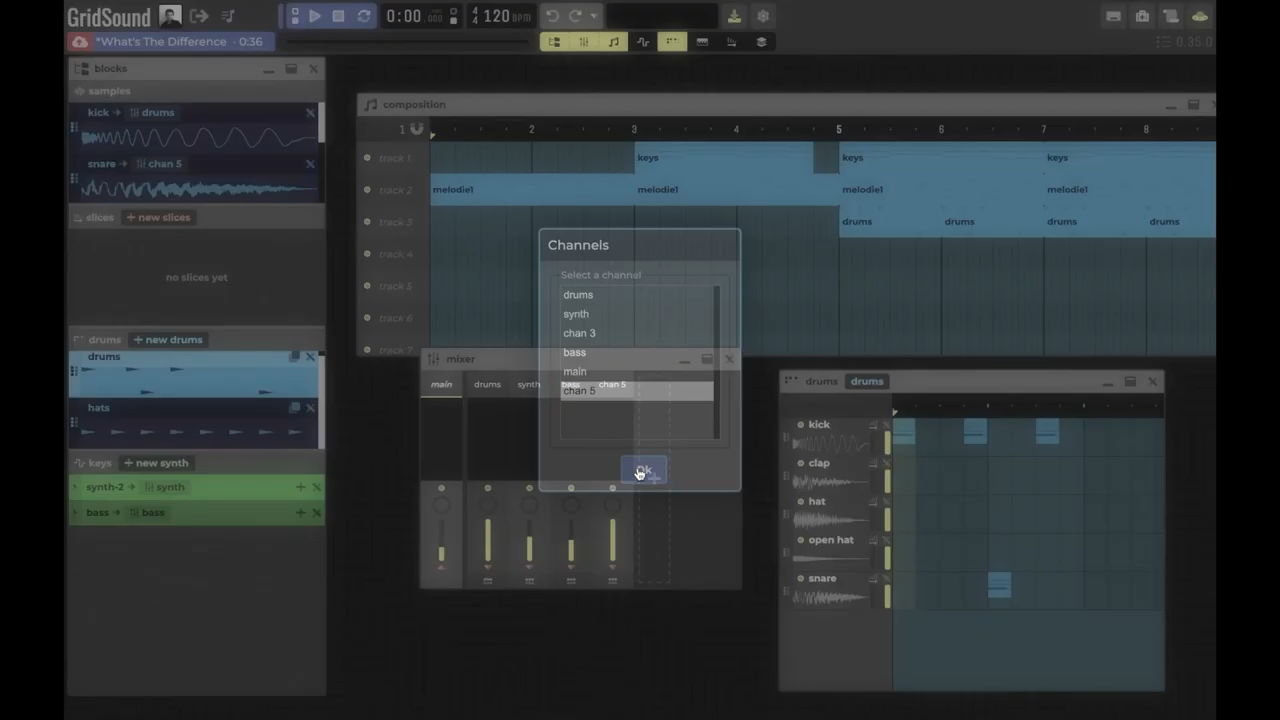 GridSound
0:00 .000
4 4 120 BPM
*What's The Difference - 0:36
0.35.0
blocks
samples
kick → drums
snare → chan 5
slices + new slices
no slices yet
drums + new drums
drums
hats
keys + new synth
synth-2 → synth
bass → bass
composition
1 2 3 4 5 6 7 8
track 1 keys keys keys
track 2 melodie1 melodie1 melodie1 melodie1
track 3 drums drums drums drums
track 4
track 5
track 6
track 7
Channels
Select a channel
drums
synth
chan 3
bass
main
chan 5
Ok
mixer
main drums synth bass chan 5
drums drums
kick
clap
hat
open hat
snare